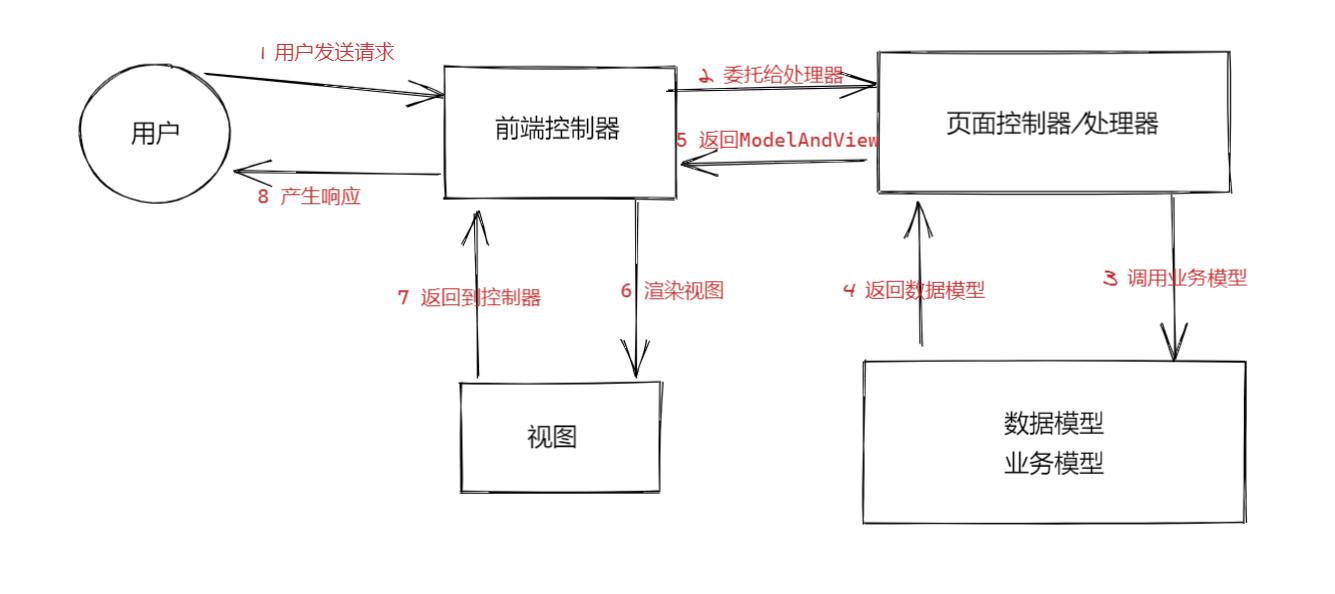 1 用户发送请求
2 委托给处理器
用户
前端控制器
页面控制器/处理器
5 返回ModelAndView
8 产生响应
7 返回到控制器
6 渲染视图
4 返回数据模型
3 调用业务模型
视图
数据模型
业务模型